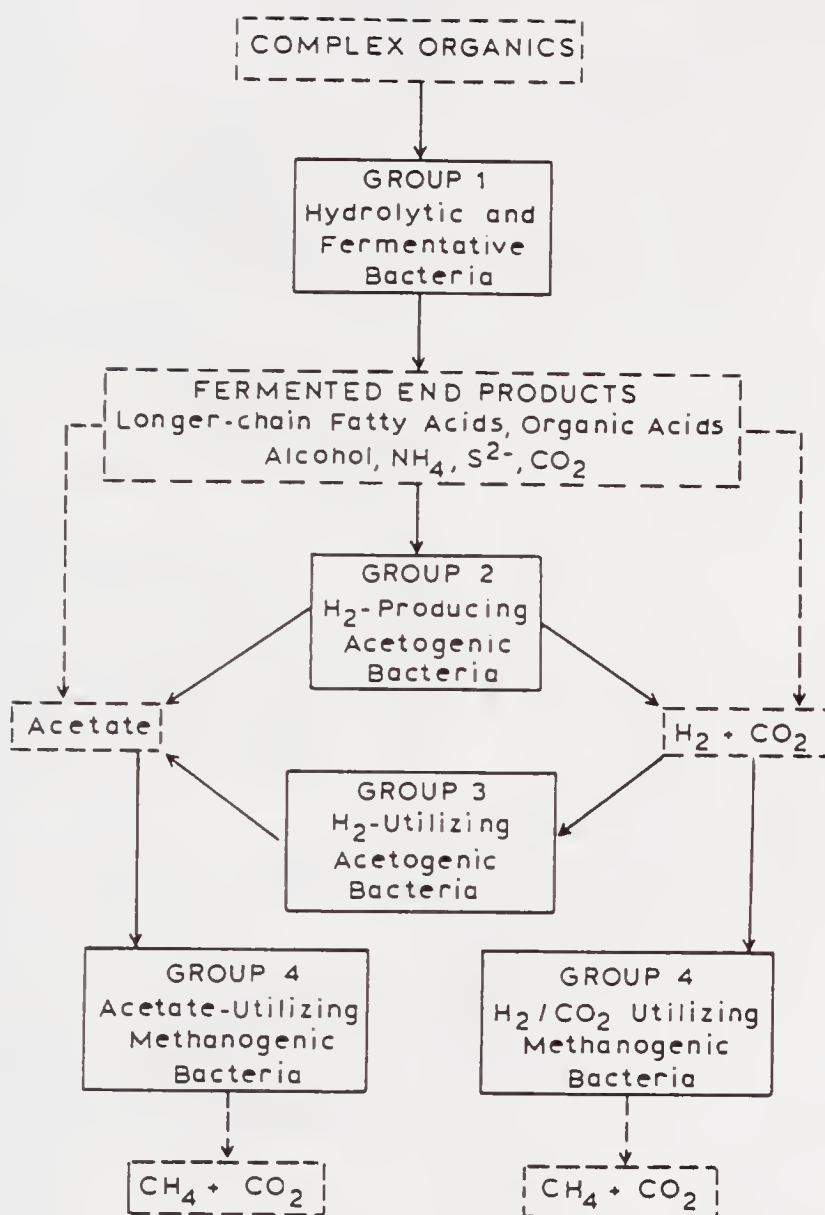 COMPLEX ORGANICS
GROUP 1
Hydrolytic and
Fermentative
Bacteria
FERMENTED END PRODUCTS
Longer-chain Fatty Acids, Organic Acids
Alcohol, NH₄, S²⁻, CO₂
GROUP 2
H₂-Producing
Acetogenic
Bacteria
Acetate
H₂ + CO₂
GROUP 3
H₂-Utilizing
Acetogenic
Bacteria
GROUP 4
Acetate-Utilizing
Methanogenic
Bacteria
GROUP 4
H₂/CO₂ Utilizing
Methanogenic
Bacteria
CH₄ + CO₂
CH₄ + CO₂